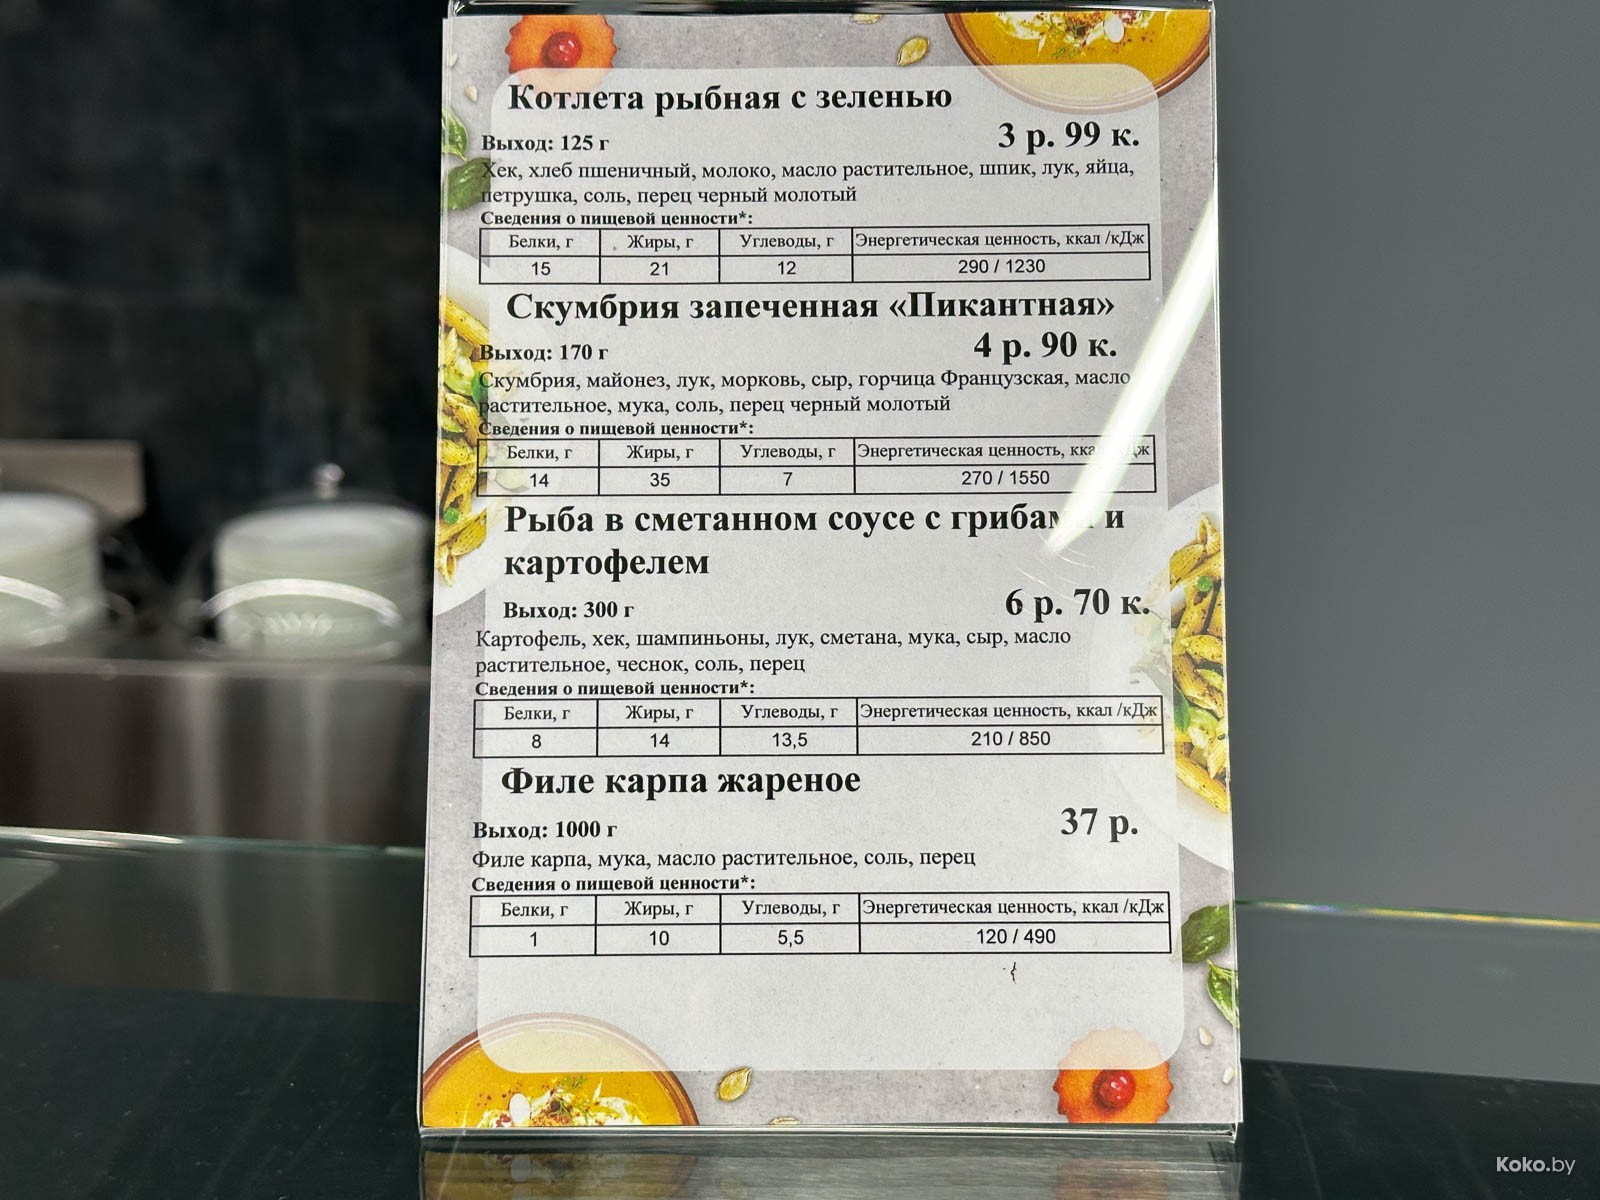 Котлета рыбная с зеленью
Выход: 125 г
3 р. 99 к.
Хек, хлеб пшеничный, молоко, масло растительное, шпик, лук, яйца,
петрушка, соль, перец черный молотый
Сведения о пищевой ценности*:
Белки, г Жиры, г Углеводы, г Энергетическая ценность, ккал /кДж
15 21 12 290 / 1230
Скумбрия запеченная «Пикантная»
Выход: 170 г
4 р. 90 к.
Скумбрия, майонез, лук, морковь, сыр, горчица Французская, масло
растительное, мука, соль, перец черный молотый
Сведения о пищевой ценности*:
Белки, г Жиры, г Углеводы, г Энергетическая ценность, ккал /кДж
14 35 7 270 / 1550
Рыба в сметанном соусе с грибами и
картофелем
Выход: 300 г
6 р. 70 к.
Картофель, хек, шампиньоны, лук, сметана, мука, сыр, масло
растительное, чеснок, соль, перец
Сведения о пищевой ценности*:
Белки, г Жиры, г Углеводы, г Энергетическая ценность, ккал /кДж
8 14 13,5 210 / 850
Филе карпа жареное
Выход: 1000 г
37 р.
Филе карпа, мука, масло растительное, соль, перец
Сведения о пищевой ценности*:
Белки, г Жиры, г Углеводы, г Энергетическая ценность, ккал /кДж
1 10 5,5 120 / 490
Koko.by